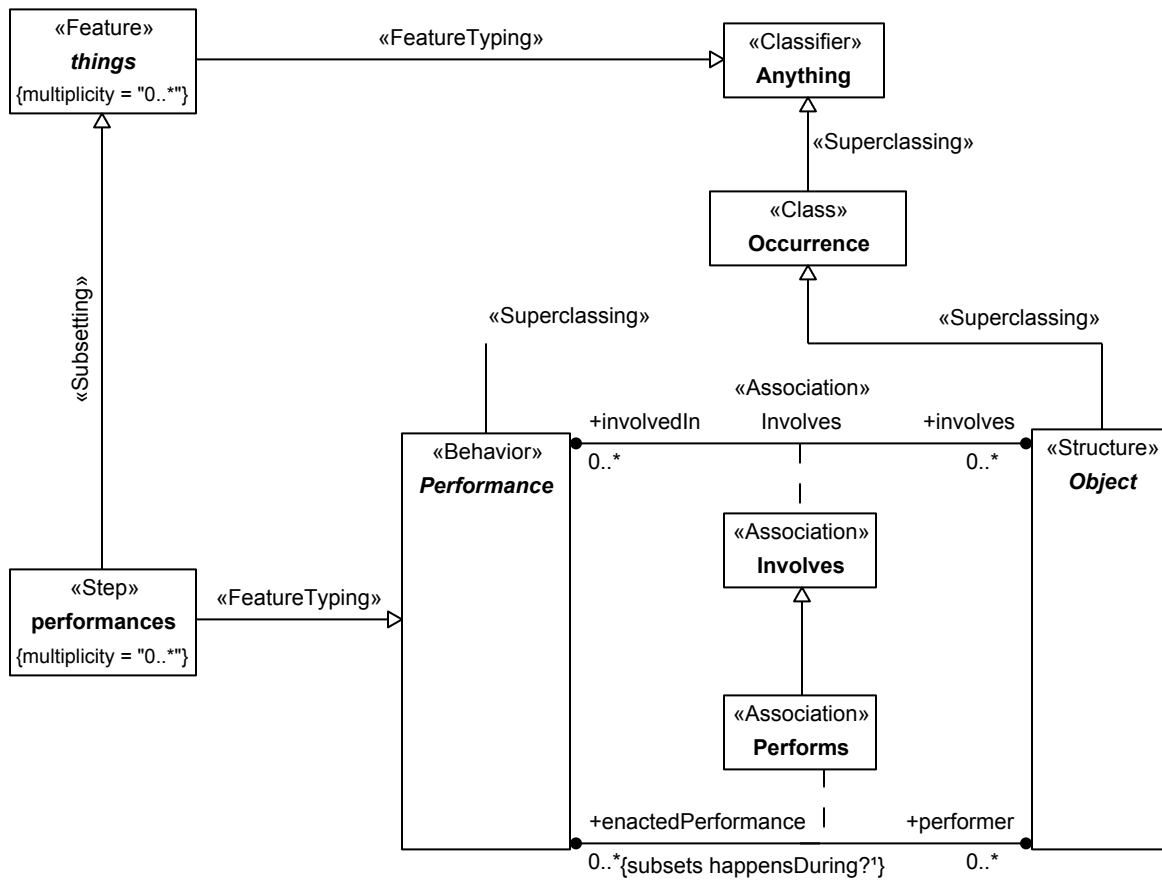 «Feature»
things
{multiplicity = "0..*"}
«FeatureTyping»
«Classifier»
Anything
«Superclassing»
«Class»
Occurrence
«Subsetting»
«Superclassing»
«Superclassing»
«Association»
+involvedIn
Involves
+involves
0..*
0..*
«Behavior»
Performance
«Structure»
Object
«Association»
Involves
«Step»
performances
{multiplicity = "0..*"}
«FeatureTyping»
«Association»
Performs
+enactedPerformance
+performer
0..*
{subsets happensDuring?¹}
0..*